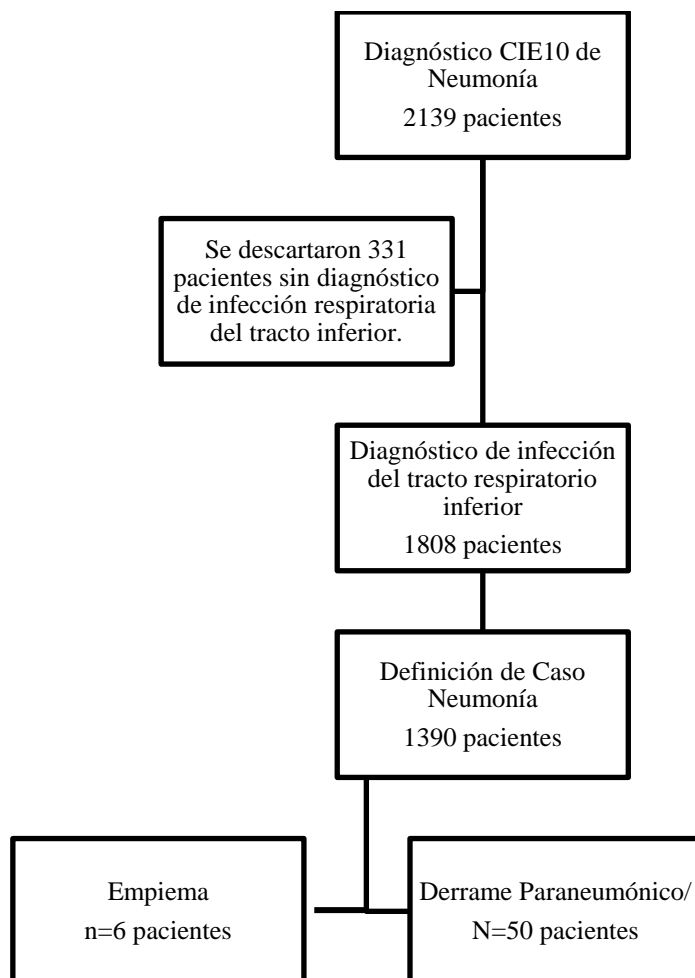 Diagnóstico CIE10 de
Neumonía
2139 pacientes
Se descartaron 331
pacientes sin diagnóstico
de infección respiratoria
del tracto inferior.
Diagnóstico de infección
del tracto respiratorio
inferior
1808 pacientes
Definición de Caso
Neumonía
1390 pacientes
Empiema
n=6 pacientes
Derrame Paraneumónico/
N=50 pacientes